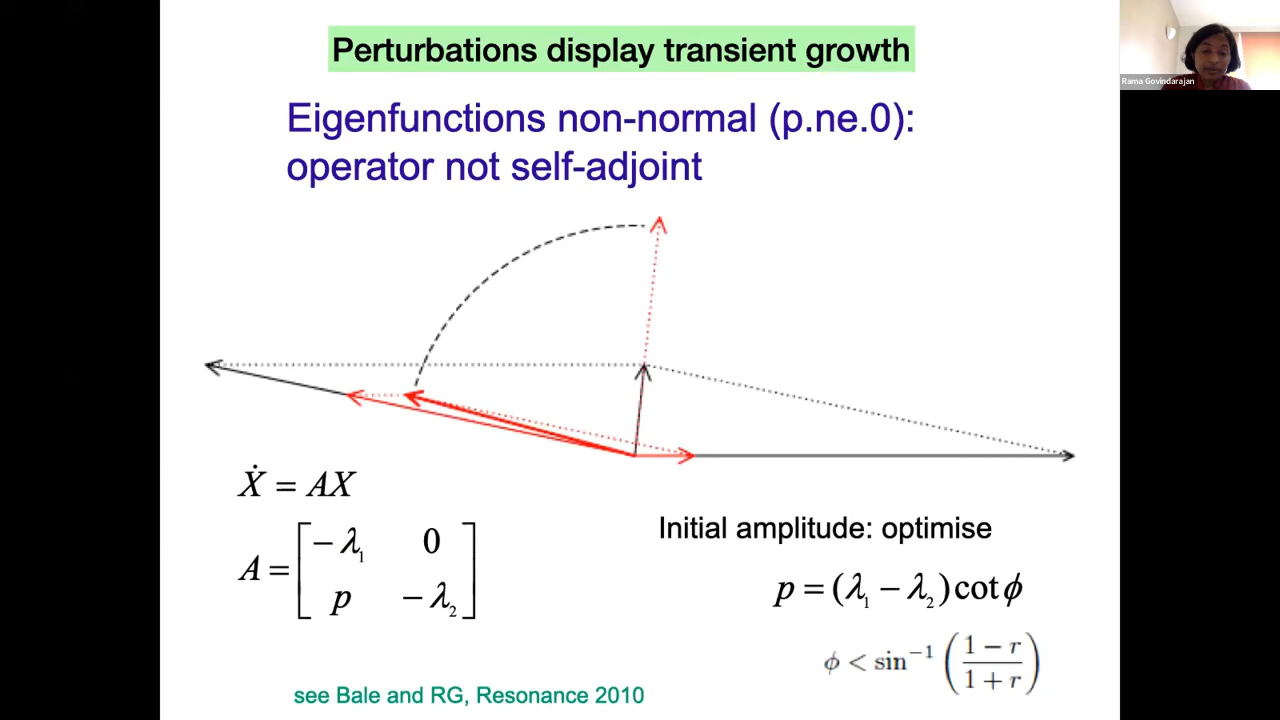 Perturbations display transient growth
Rama Govindarajan
Eigenfunctions non-normal (p.ne.0):
operator not self-adjoint
Ẋ = AX
A = [ −λ₁ 0
p −λ₂ ]
Initial amplitude: optimise
p = (λ₁ − λ₂) cot ϕ
ϕ < sin⁻¹ ( (1 − r) / (1 + r) )
see Bale and RG, Resonance 2010